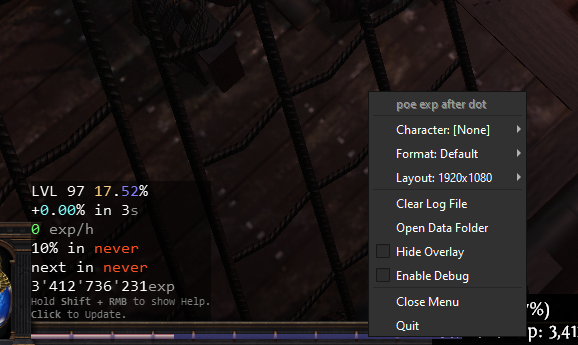 poe exp after dot
Character: [None]
Format: Default
Layout: 1920x1080
Clear Log File
Open Data Folder
Hide Overlay
Enable Debug
Close Menu
Quit
LVL 97 17.52%
+0.00% in 3s
0 exp/h
10% in never
next in never
3'412'736'231exp
Hold Shift + RMB to show Help.
Click to Update.
%)
p: 3,41